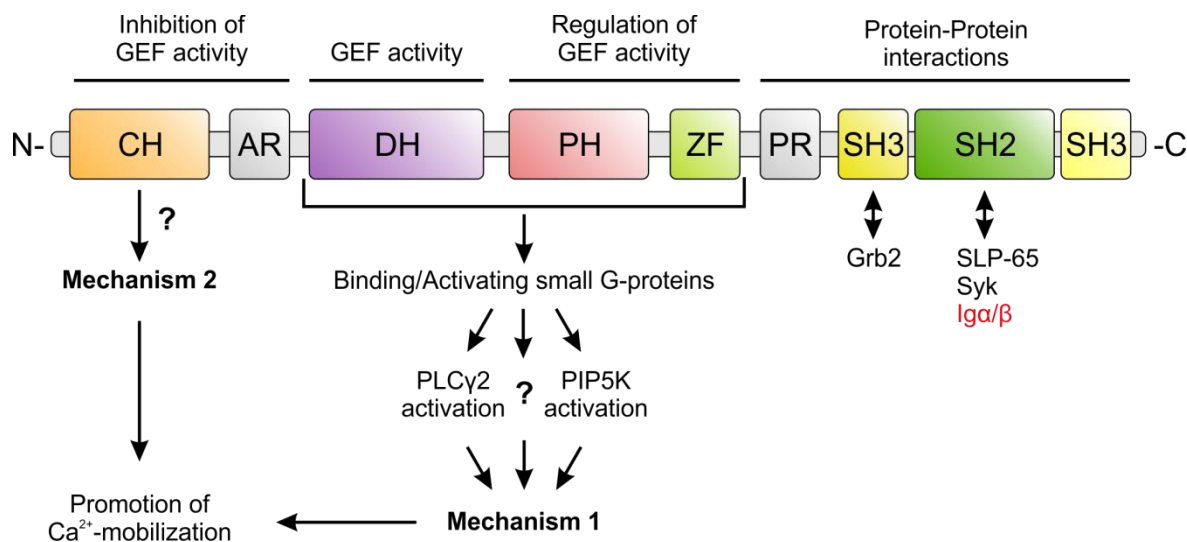 Inhibition of
GEF activity
GEF activity
Regulation of
GEF activity
Protein-Protein
interactions
N- CH AR DH PH ZF PR SH3 SH2 SH3 -C
?
Mechanism 2
Binding/Activating small G-proteins
Grb2
SLP-65
Syk
Igα/β
PLCγ2
activation
?
PIP5K
activation
Promotion of
Ca²⁺-mobilization
Mechanism 1